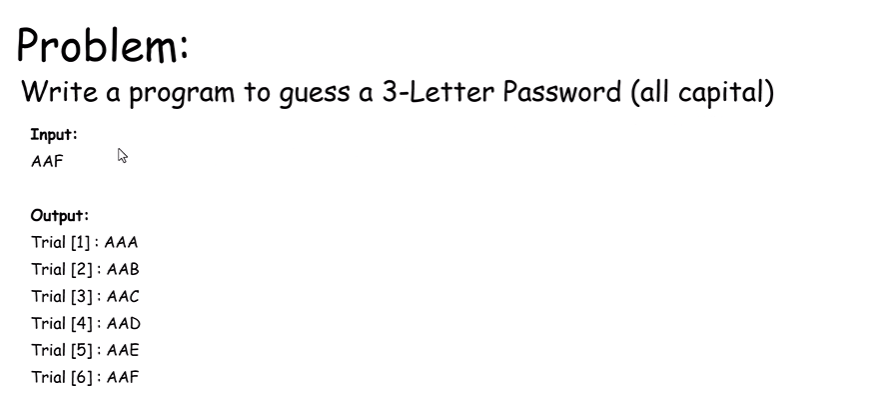 Problem:
Write a program to guess a 3-Letter Password (all capital)
Input:
AAF
Output:
Trial [1] : AAA
Trial [2] : AAB
Trial [3] : AAC
Trial [4] : AAD
Trial [5] : AAE
Trial [6] : AAF